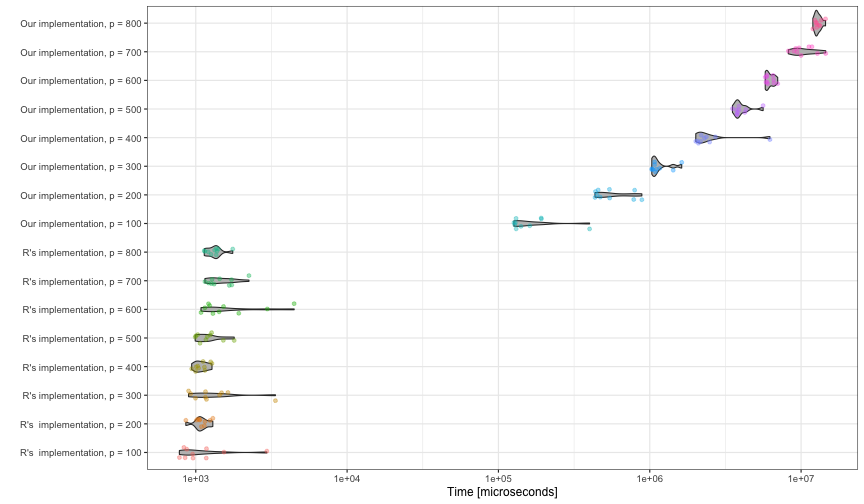 Our implementation, p = 800
Our implementation, p = 700
Our implementation, p = 600
Our implementation, p = 500
Our implementation, p = 400
Our implementation, p = 300
Our implementation, p = 200
Our implementation, p = 100
R's implementation, p = 800
R's implementation, p = 700
R's implementation, p = 600
R's implementation, p = 500
R's implementation, p = 400
R's implementation, p = 300
R's  implementation, p = 200
R's  implementation, p = 100
1e+03 1e+04 1e+05 1e+06 1e+07
Time [microseconds]